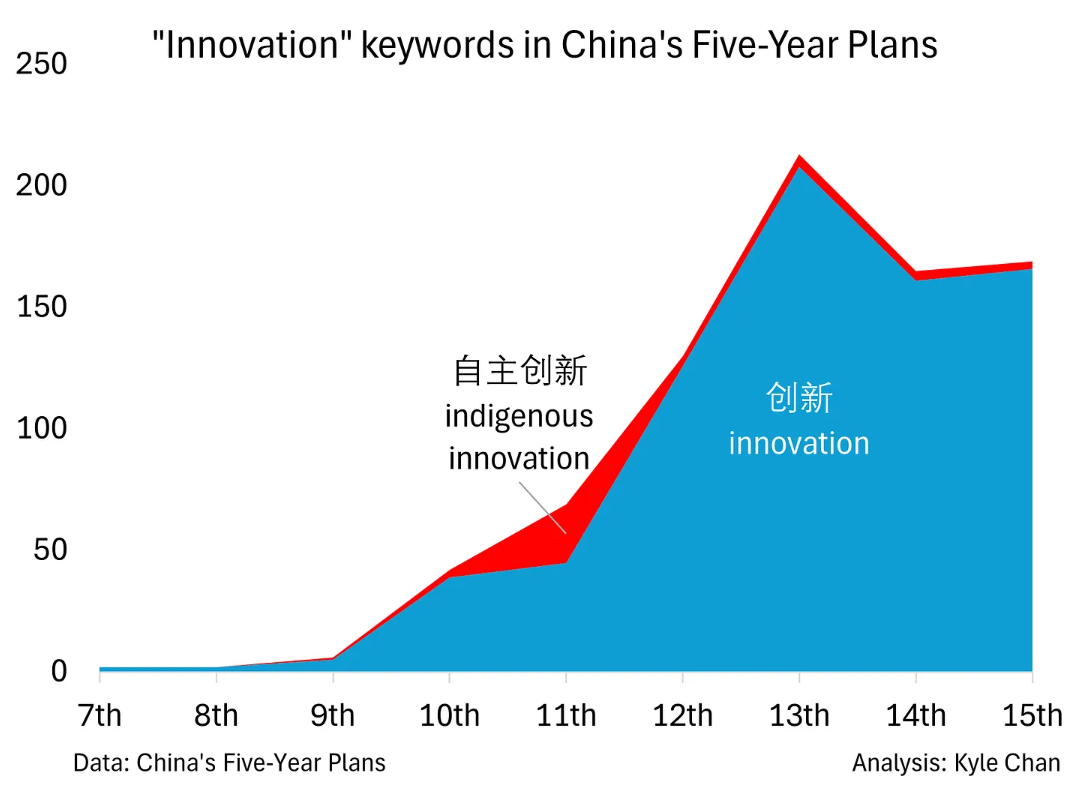 "Innovation" keywords in China's Five-Year Plans
250
200
150
100
50
0
自主创新
indigenous
innovation
创新
innovation
7th 8th 9th 10th 11th 12th 13th 14th 15th
Data: China's Five-Year Plans
Analysis: Kyle Chan